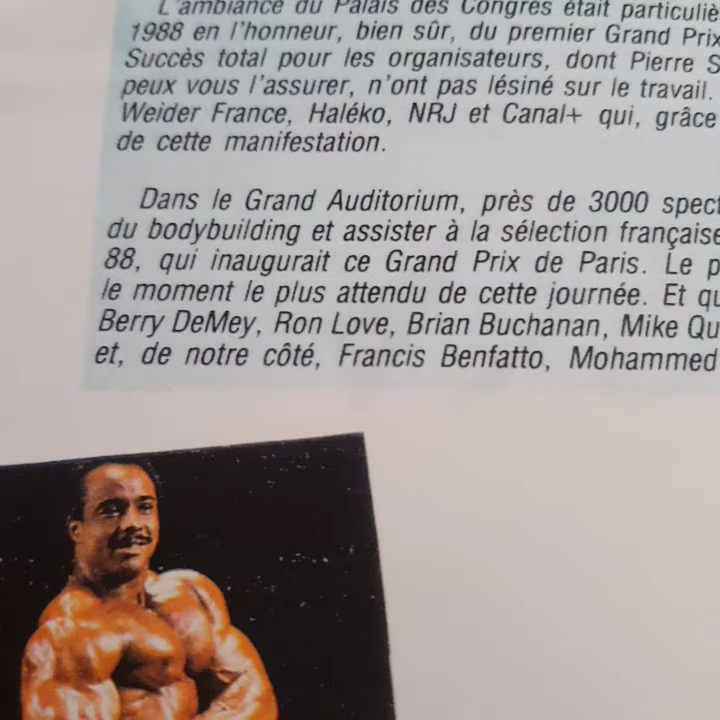 L'ambiance du Palais des Congrès était
1988 en l'honneur, bien sûr, du premier Grand Prix
Succès total pour les organisateurs, dont Pierre S
peux vous l'assurer, n'ont pas lésiné sur le travail.
Weider France, Haléko, NRJ et Canal+ qui, grâce
de cette manifestation.
Dans le Grand Auditorium, près de 3000 spect
du bodybuilding et assister à la sélection française
88, qui inaugurait ce Grand Prix de Paris. Le p
le moment le plus attendu de cette journée. Et qu
Berry DeMey, Ron Love, Brian Buchanan, Mike Qu
et, de notre côté, Francis Benfatto, Mohammed